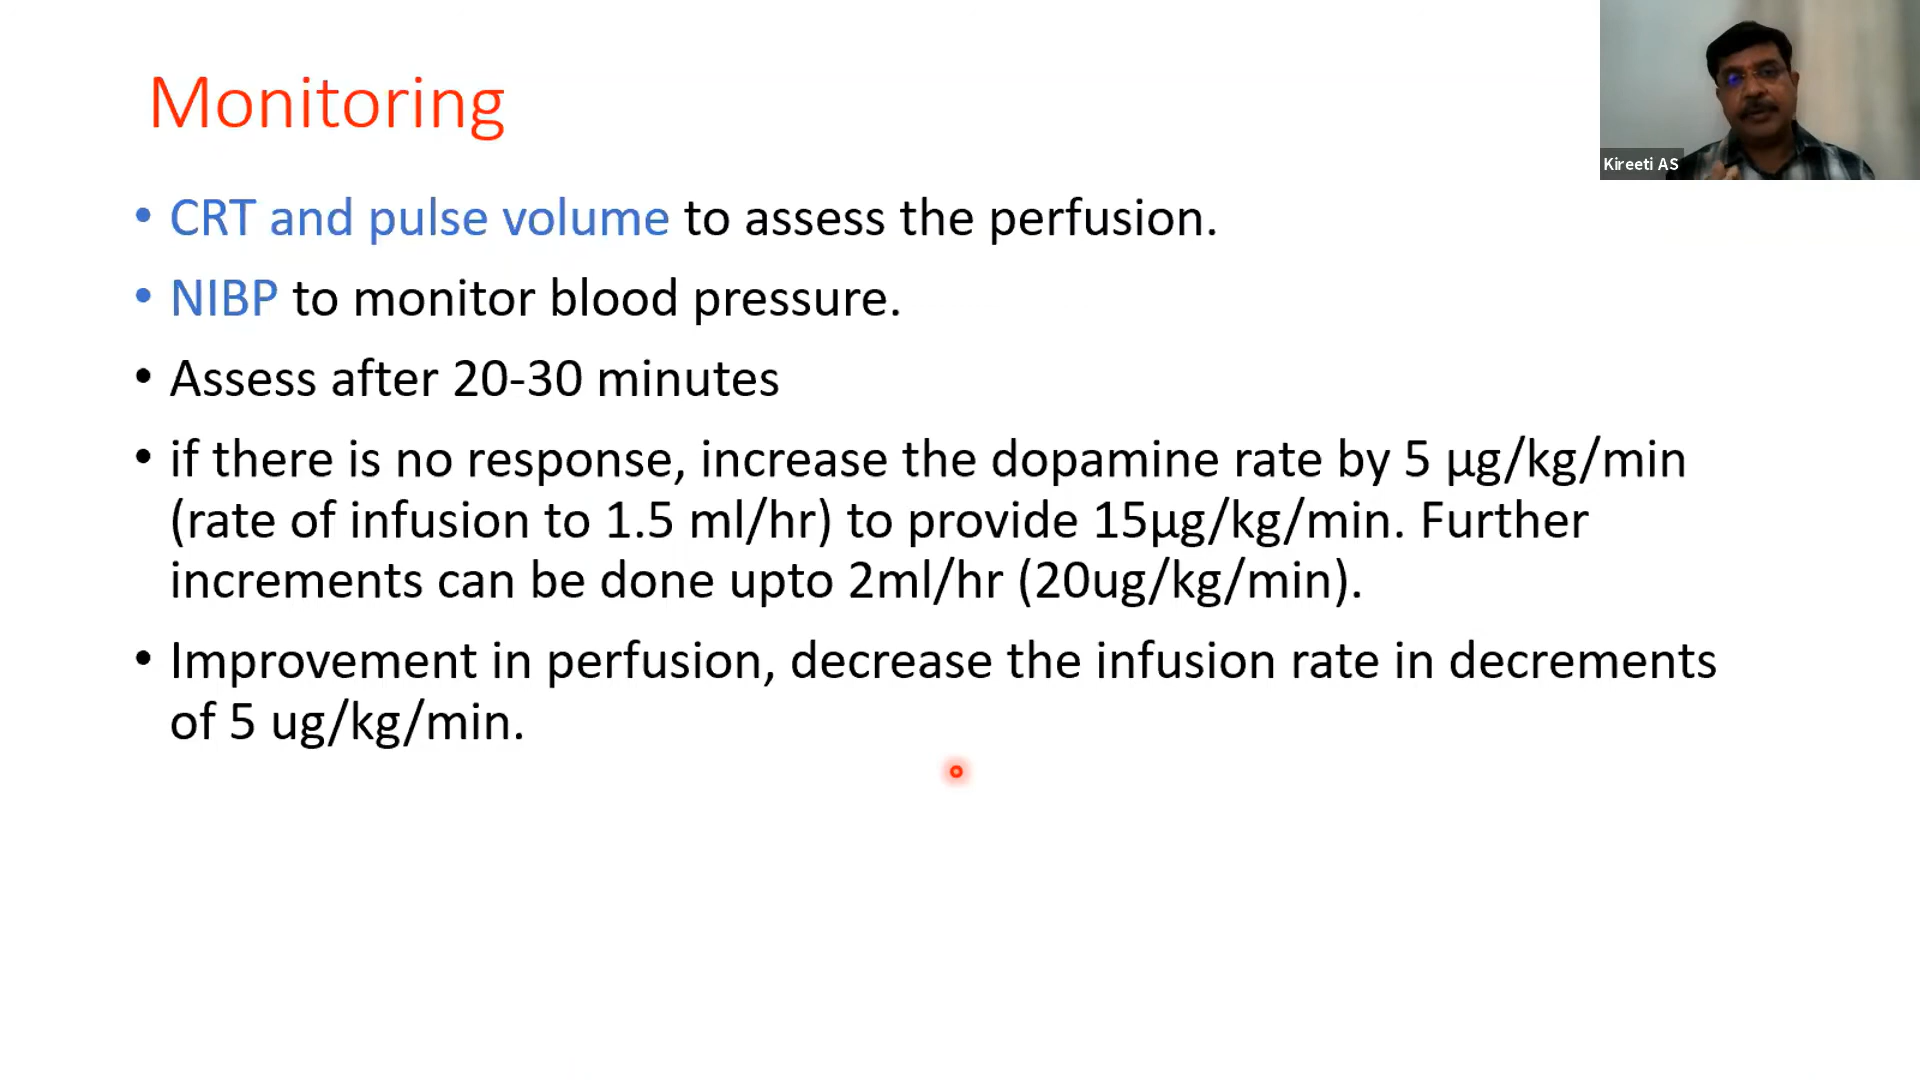 Monitoring
Kireeti AS
• CRT and pulse volume to assess the perfusion.
• NIBP to monitor blood pressure.
• Assess after 20-30 minutes
• if there is no response, increase the dopamine rate by 5 µg/kg/min
(rate of infusion to 1.5 ml/hr) to provide 15µg/kg/min. Further
increments can be done upto 2ml/hr (20ug/kg/min).
• Improvement in perfusion, decrease the infusion rate in decrements
of 5 ug/kg/min.